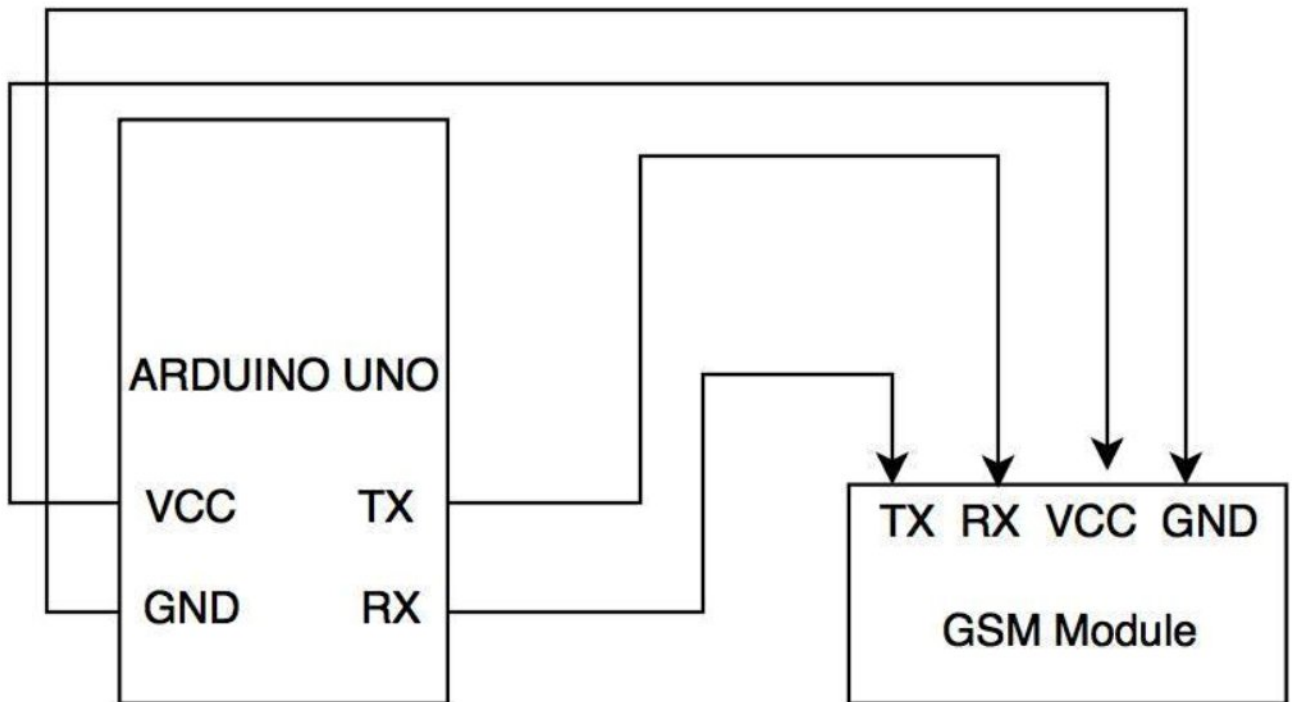 ARDUINO UNO
VCC TX
GND RX
TX RX VCC GND
GSM Module